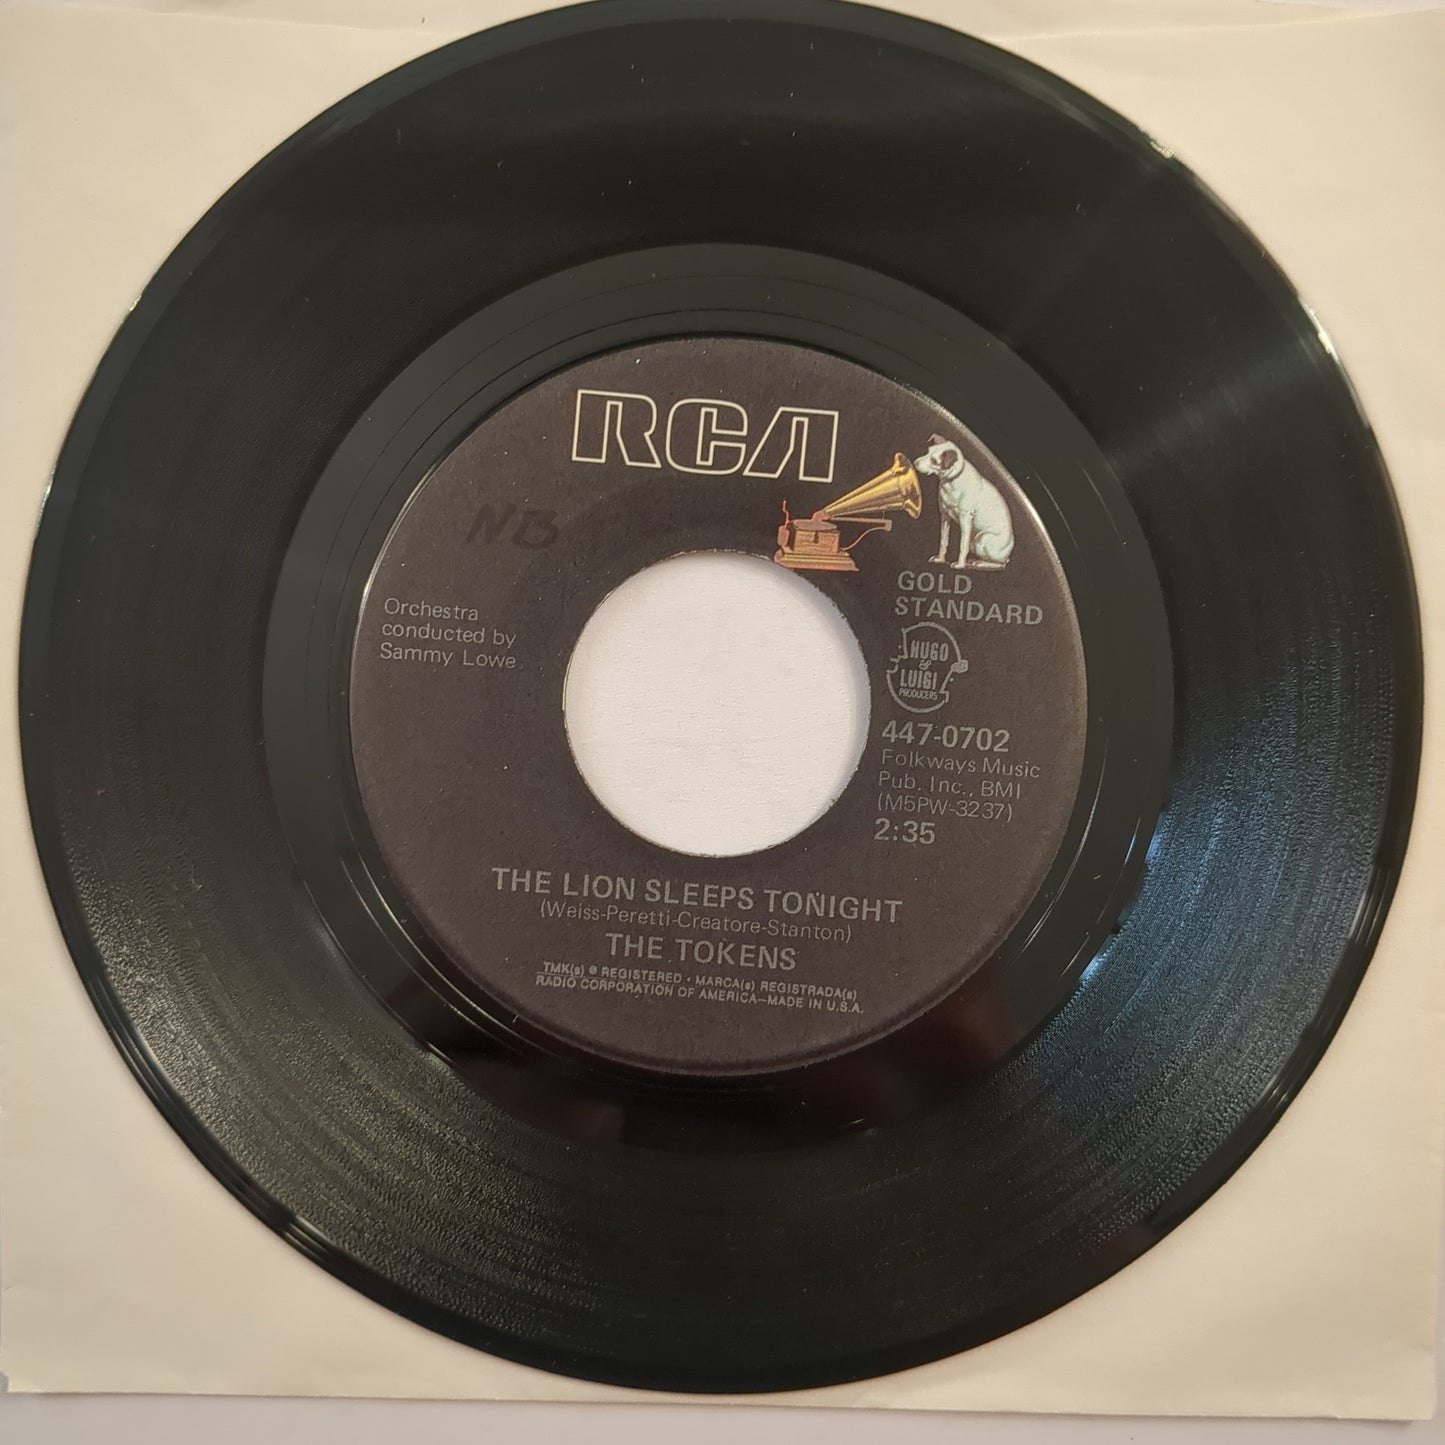 RCA
NB
Orchestra
conducted by
Sammy Lowe
GOLD
STANDARD
HUGO
&
LUIGI
PRODUCERS
447-0702
Folkways Music
Pub. Inc., BMI
(M5PW-3237)
2:35
THE LION SLEEPS TONIGHT
(Weiss-Peretti-Creatore-Stanton)
THE TOKENS
TMK(s) ® REGISTERED • MARCA(s) REGISTRADA(s)
RADIO CORPORATION OF AMERICA—MADE IN U.S.A.